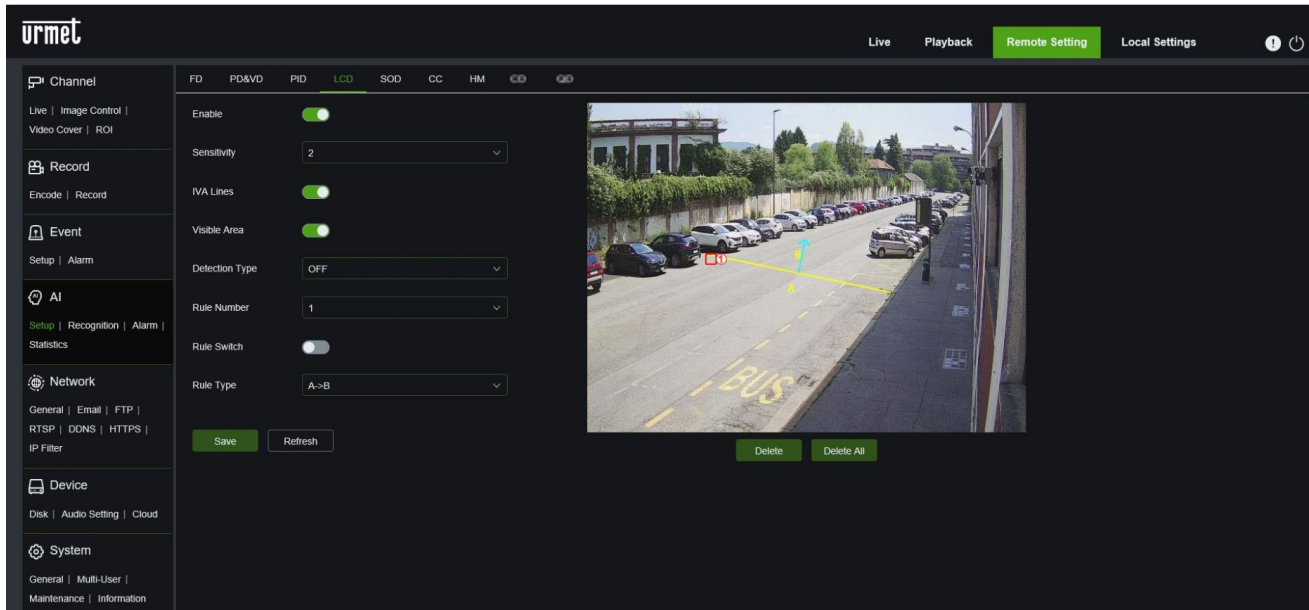 urmet
Live Playback Remote Setting Local Settings
Channel
Live | Image Control |
Video Cover | ROI
Record
Encode | Record
Event
Setup | Alarm
AI
Setup | Recognition | Alarm |
Statistics
Network
General | Email | FTP |
RTSP | DDNS | HTTPS |
IP Filter
Device
Disk | Audio Setting | Cloud
System
General | Multi-User |
Maintenance | Information
FD PD&VD PID LCD SOD CC HM CD QD
Enable
Sensitivity 2
IVA Lines
Visible Area
Detection Type OFF
Rule Number 1
Rule Switch
Rule Type A->B
Save Refresh
1
B
A
BUS
Delete Delete All